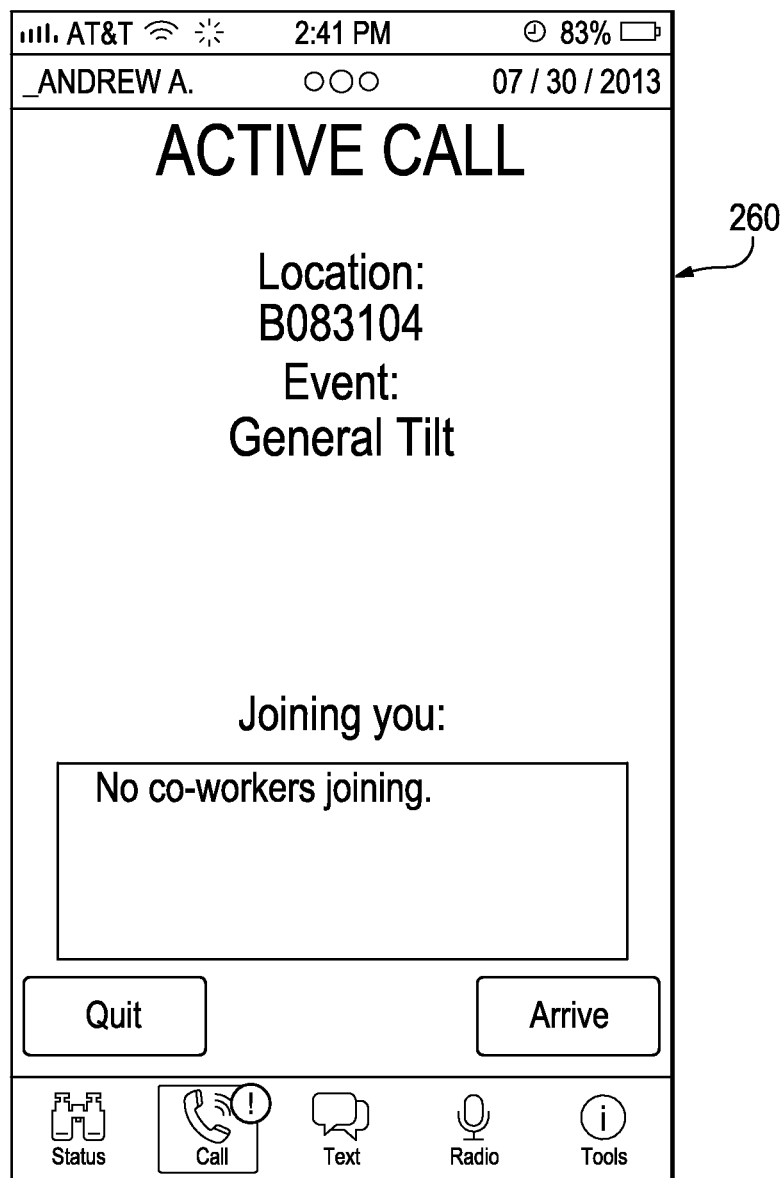 AT&T 2:41 PM 83%
_ANDREW A. 07 / 30 / 2013
ACTIVE CALL
260
Location:
B083104
Event:
General Tilt
Joining you:
No co-workers joining.
Quit Arrive
!
i
Status Call Text Radio Tools